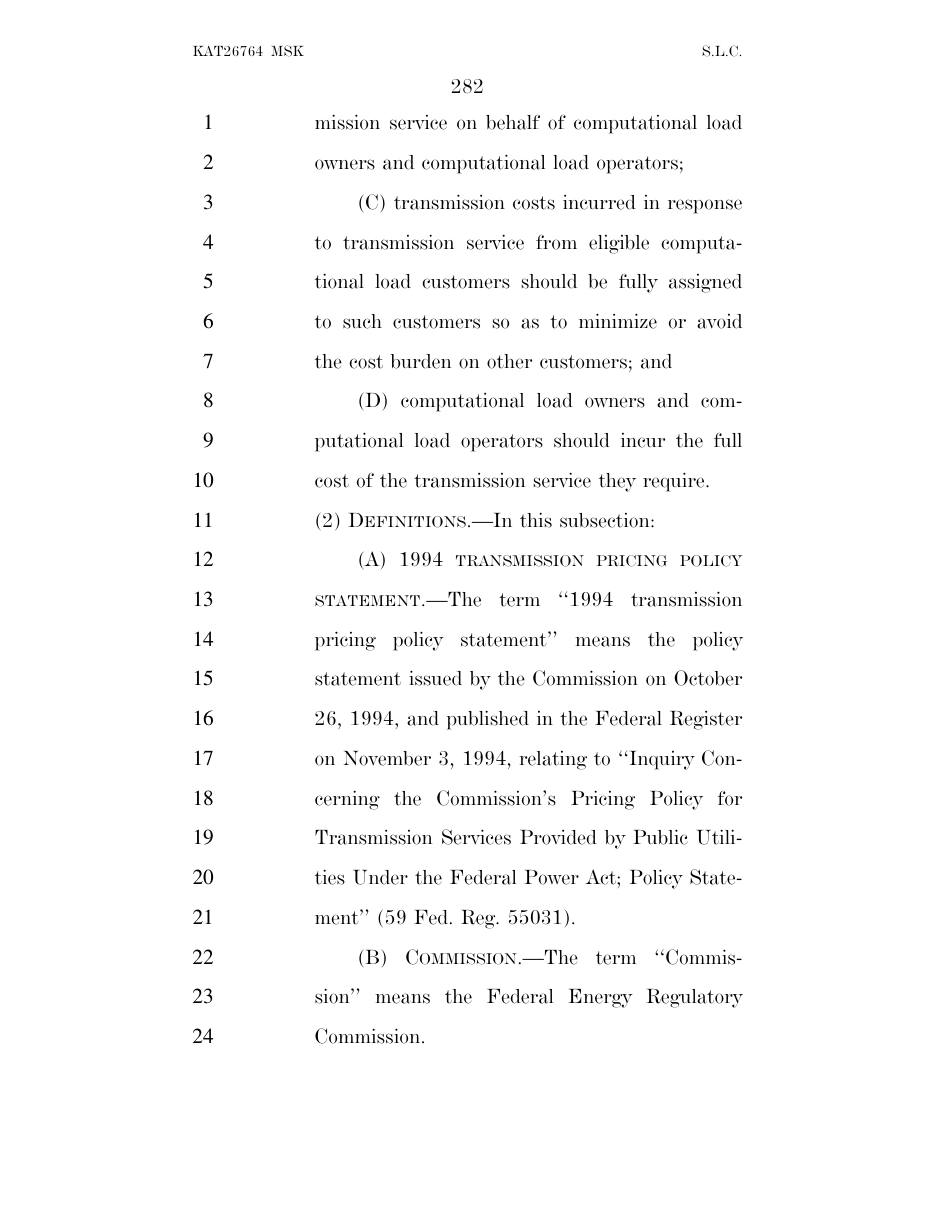 KAT26764 MSK S.L.C.
282
1 mission service on behalf of computational load
2 owners and computational load operators;
3 (C) transmission costs incurred in response
4 to transmission service from eligible computa-
5 tional load customers should be fully assigned
6 to such customers so as to minimize or avoid
7 the cost burden on other customers; and
8 (D) computational load owners and com-
9 putational load operators should incur the full
10 cost of the transmission service they require.
11 (2) DEFINITIONS.—In this subsection:
12 (A) 1994 TRANSMISSION PRICING POLICY
13 STATEMENT.—The term ‘‘1994 transmission
14 pricing policy statement’’ means the policy
15 statement issued by the Commission on October
16 26, 1994, and published in the Federal Register
17 on November 3, 1994, relating to ‘‘Inquiry Con-
18 cerning the Commission’s Pricing Policy for
19 Transmission Services Provided by Public Utili-
20 ties Under the Federal Power Act; Policy State-
21 ment’’ (59 Fed. Reg. 55031).
22 (B) COMMISSION.—The term ‘‘Commis-
23 sion’’ means the Federal Energy Regulatory
24 Commission.